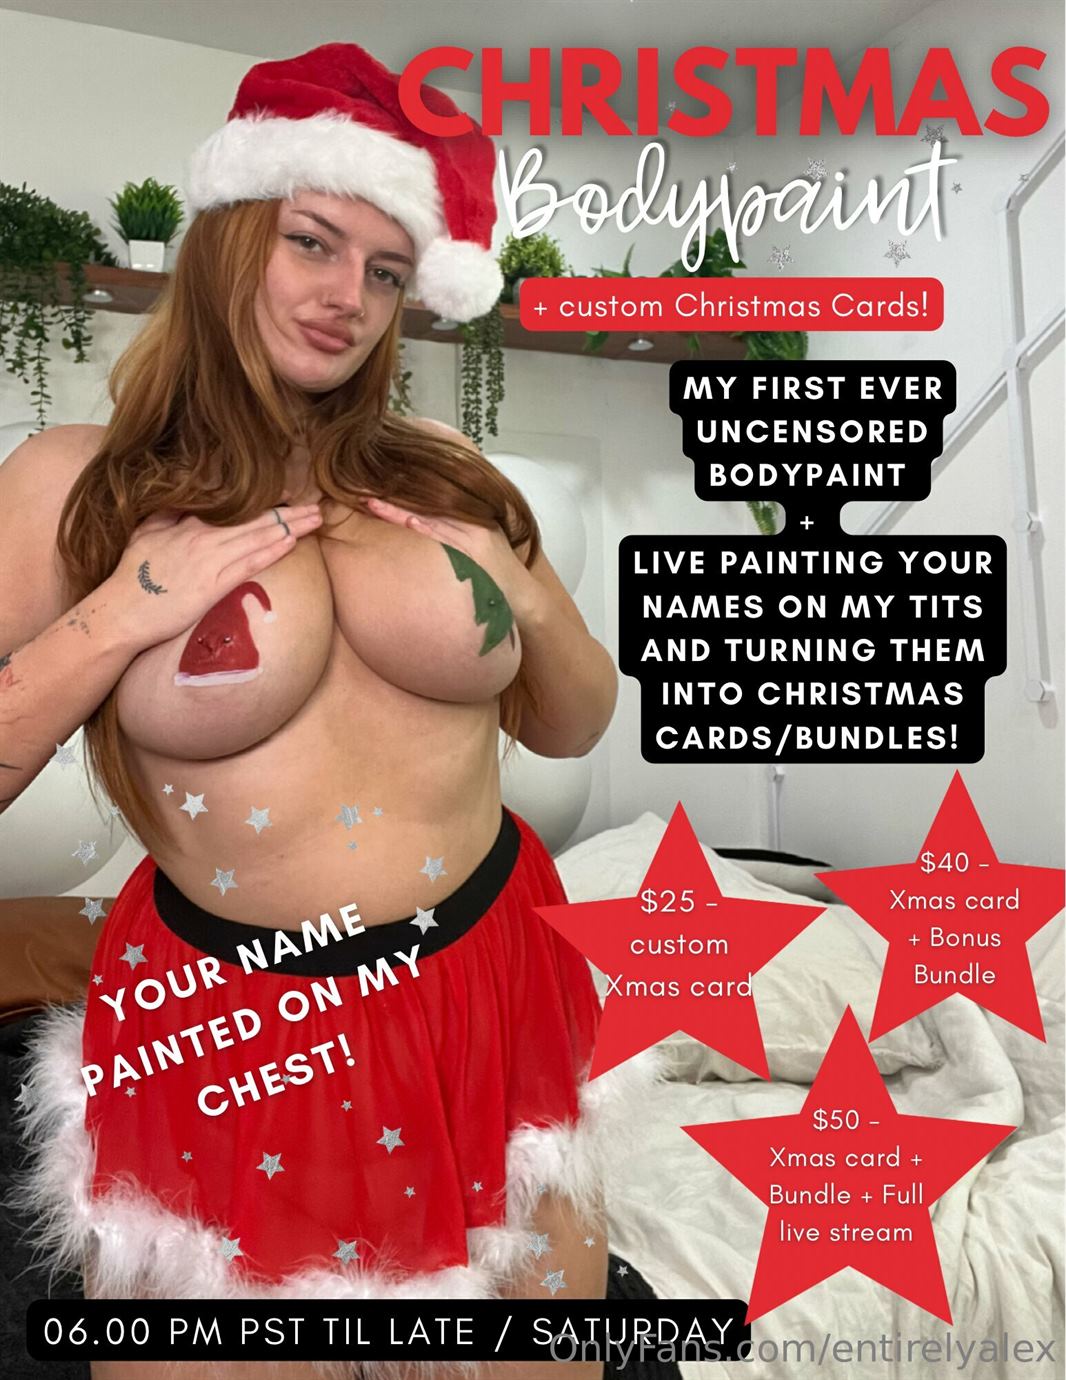 CHRISTMAS
Bodypaint
+ custom Christmas Cards!
MY FIRST EVER
UNCENSORED
BODYPAINT
+
LIVE PAINTING YOUR
NAMES ON MY TITS
AND TURNING THEM
INTO CHRISTMAS
CARDS/BUNDLES!
$25 -
custom
Xmas card
$40 -
Xmas card
+ Bonus
Bundle
$50 -
Xmas card +
Bundle + Full
live stream
YOUR NAME
PAINTED ON MY
CHEST!
06.00 PM PST TIL LATE / SATURDAY
OnlyFans.com/entirelyalex